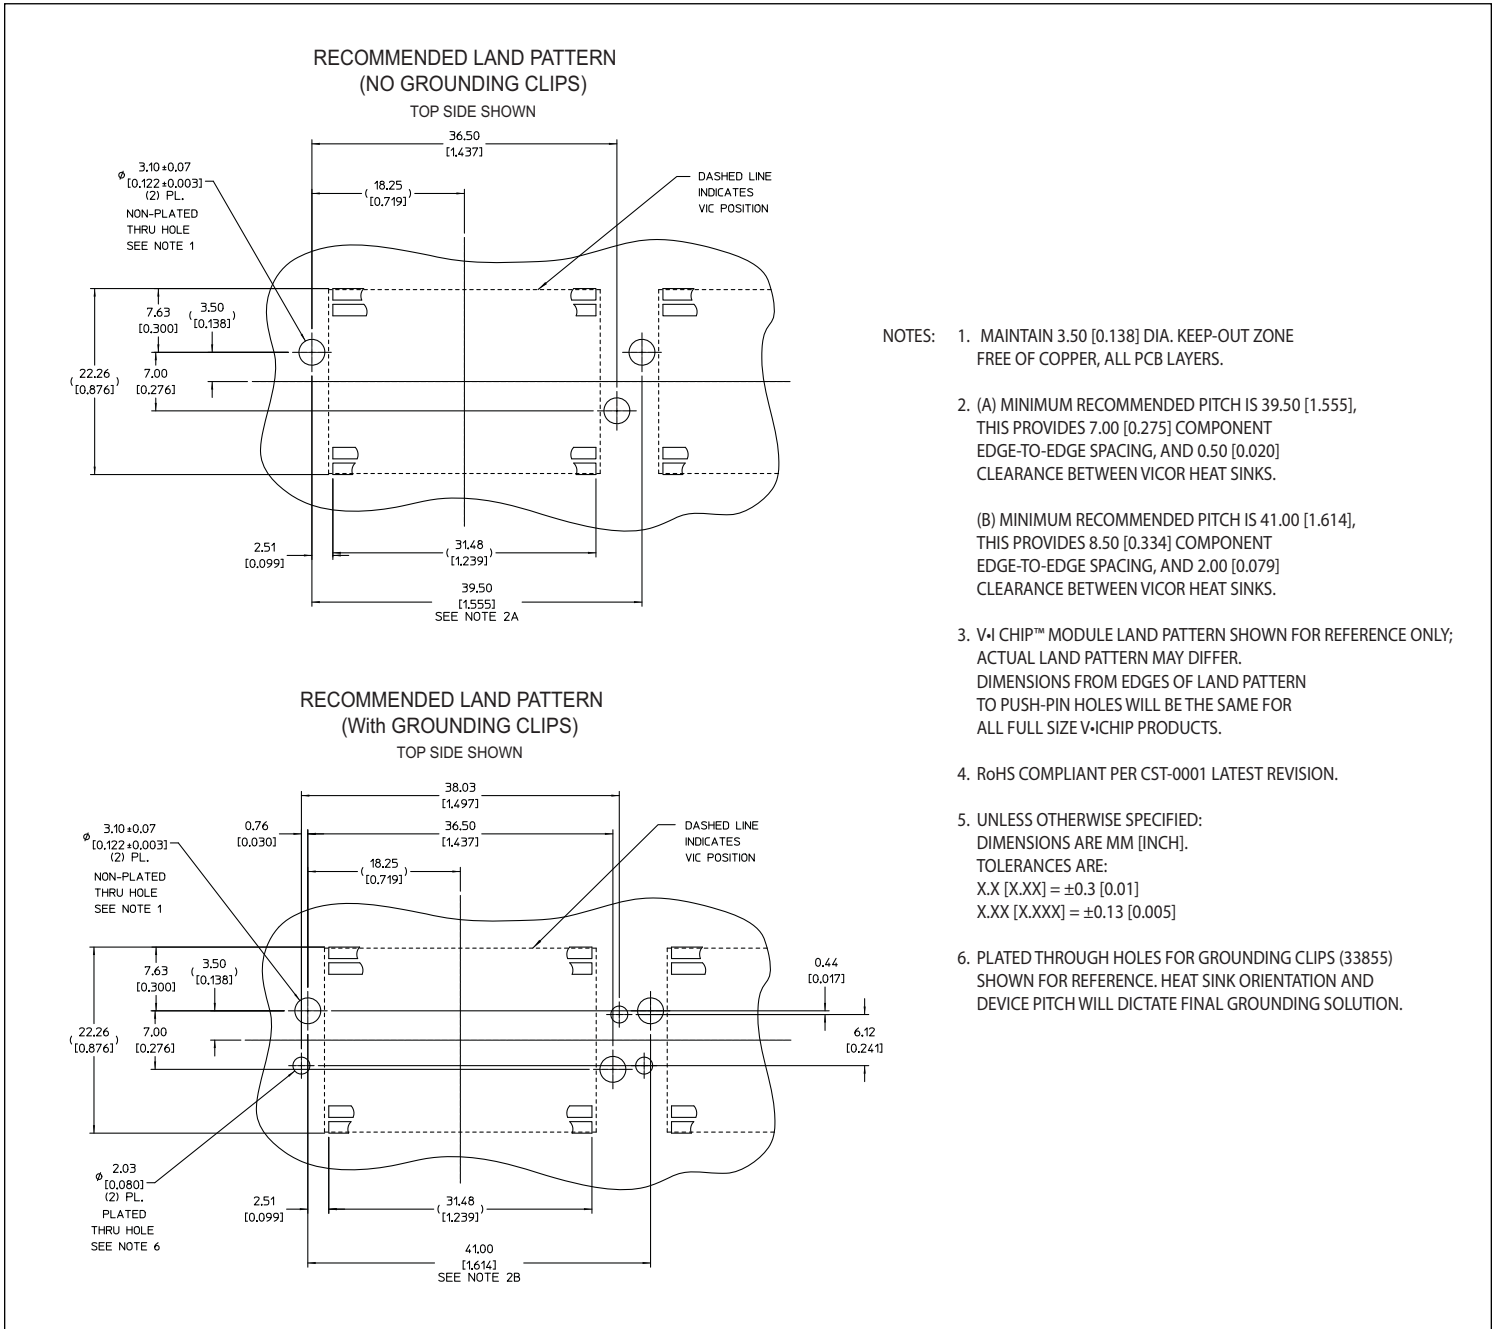 RECOMMENDED LAND PATTERN
(NO GROUNDING CLIPS)
TOP SIDE SHOWN
36.50
[1.437]
ø 3.10±0.07
[0.122±0.003]
(2) PL.
NON-PLATED
THRU HOLE
SEE NOTE 1
(18.25)
[0.719]
DASHED LINE
INDICATES
VIC POSITION
7.63
[0.300]
(3.50)
[0.138]
(22.26)
[0.876]
7.00
[0.276]
2.51
[0.099]
(31.48)
[1.239]
39.50
[1.555]
SEE NOTE 2A
RECOMMENDED LAND PATTERN
(With GROUNDING CLIPS)
TOP SIDE SHOWN
38.03
[1.497]
ø 3.10±0.07
[0.122±0.003]
(2) PL.
NON-PLATED
THRU HOLE
SEE NOTE 1
0.76
[0.030]
36.50
[1.437]
(18.25)
[0.719]
DASHED LINE
INDICATES
VIC POSITION
7.63
[0.300]
(3.50)
[0.138]
0.44
[0.017]
(22.26)
[0.876]
7.00
[0.276]
6.12
[0.241]
ø 2.03
[0.080]
(2) PL.
PLATED
THRU HOLE
SEE NOTE 6
2.51
[0.099]
(31.48)
[1.239]
41.00
[1.614]
SEE NOTE 2B
NOTES: 1. MAINTAIN 3.50 [0.138] DIA. KEEP-OUT ZONE
FREE OF COPPER, ALL PCB LAYERS.
2. (A) MINIMUM RECOMMENDED PITCH IS 39.50 [1.555],
THIS PROVIDES 7.00 [0.275] COMPONENT
EDGE-TO-EDGE SPACING, AND 0.50 [0.020]
CLEARANCE BETWEEN VICOR HEAT SINKS.
(B) MINIMUM RECOMMENDED PITCH IS 41.00 [1.614],
THIS PROVIDES 8.50 [0.334] COMPONENT
EDGE-TO-EDGE SPACING, AND 2.00 [0.079]
CLEARANCE BETWEEN VICOR HEAT SINKS.
3. V•I CHIP™ MODULE LAND PATTERN SHOWN FOR REFERENCE ONLY;
ACTUAL LAND PATTERN MAY DIFFER.
DIMENSIONS FROM EDGES OF LAND PATTERN
TO PUSH-PIN HOLES WILL BE THE SAME FOR
ALL FULL SIZE V•ICHIP PRODUCTS.
4. RoHS COMPLIANT PER CST-0001 LATEST REVISION.
5. UNLESS OTHERWISE SPECIFIED:
DIMENSIONS ARE MM [INCH].
TOLERANCES ARE:
X.X [X.XX] = ±0.3 [0.01]
X.XX [X.XXX] = ±0.13 [0.005]
6. PLATED THROUGH HOLES FOR GROUNDING CLIPS (33855)
SHOWN FOR REFERENCE. HEAT SINK ORIENTATION AND
DEVICE PITCH WILL DICTATE FINAL GROUNDING SOLUTION.